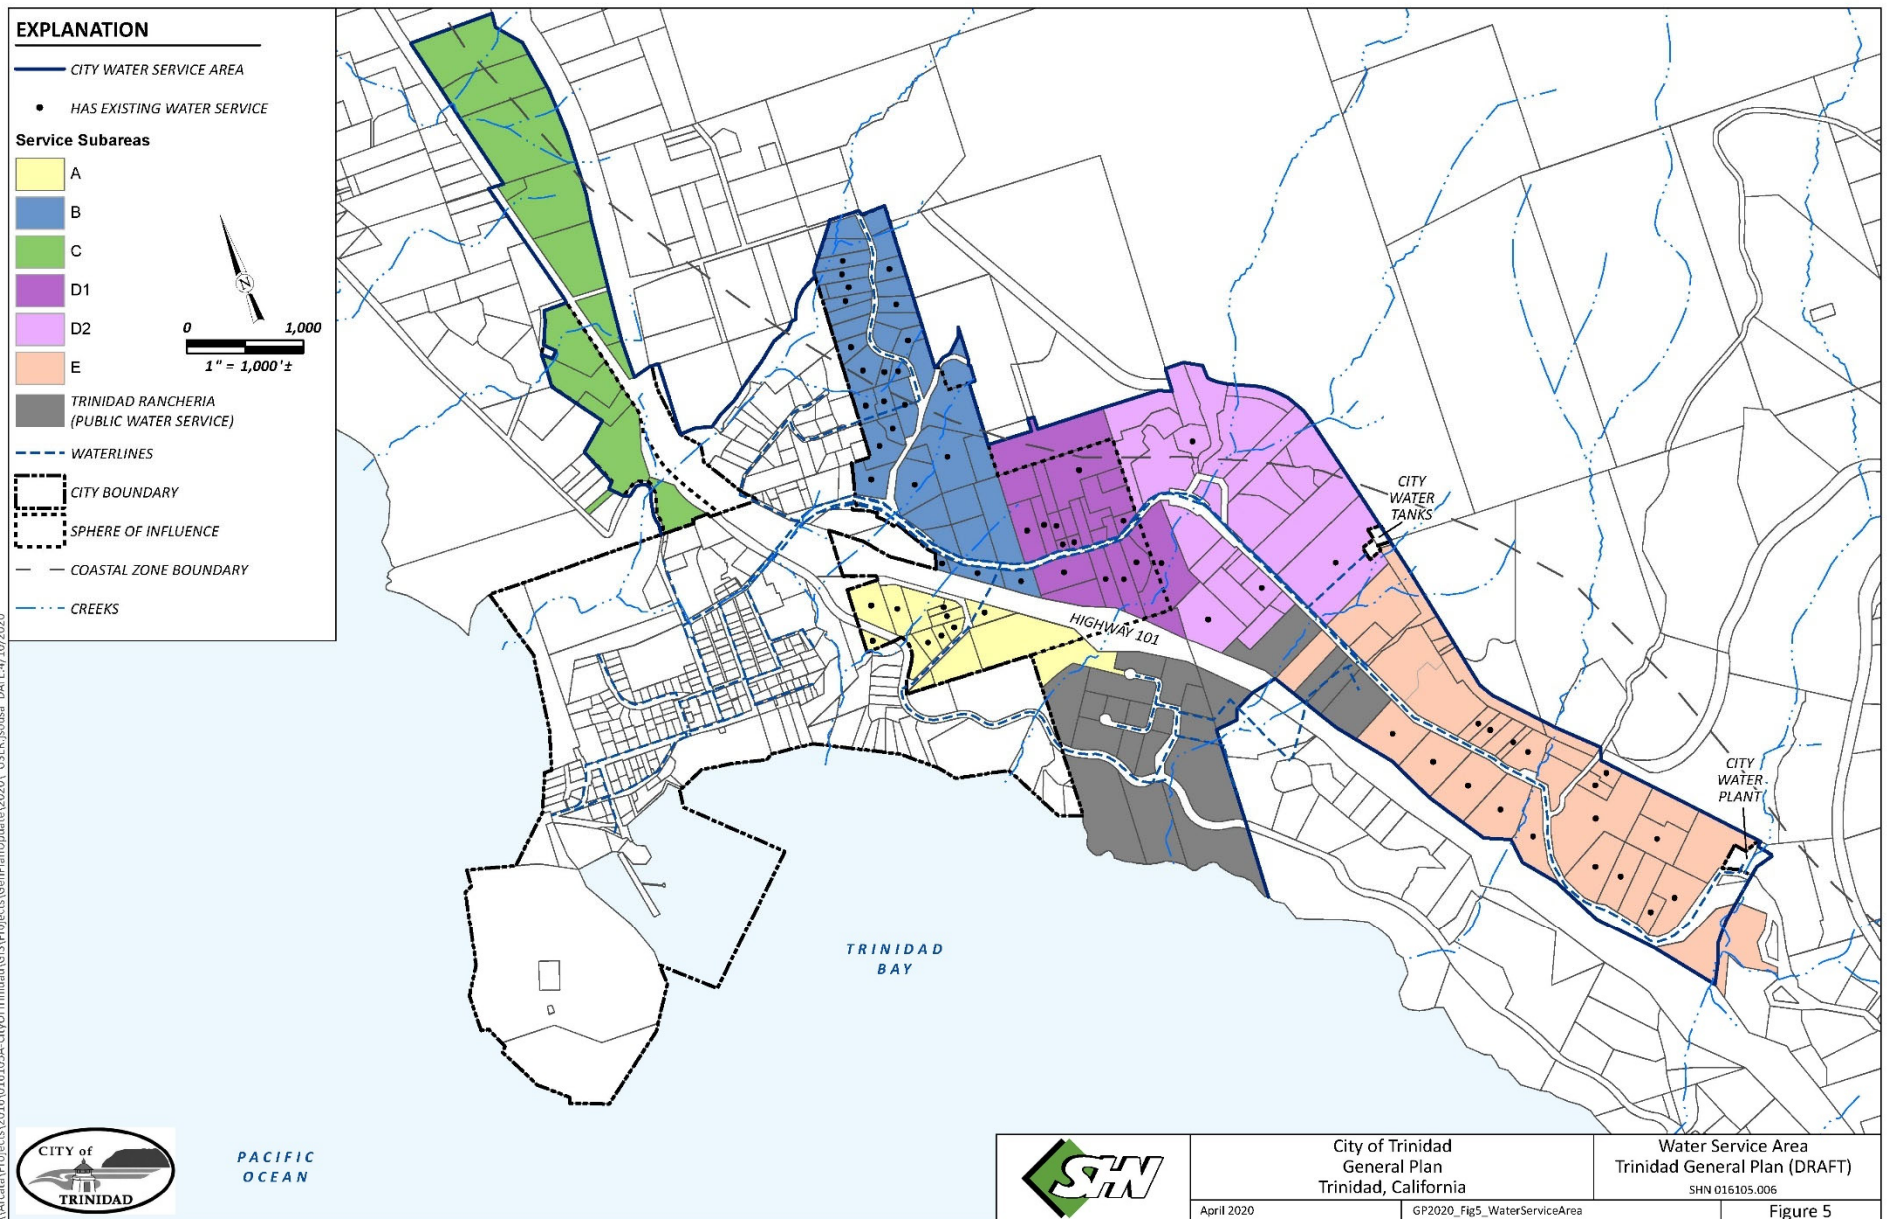 EXPLANATION
CITY WATER SERVICE AREA
HAS EXISTING WATER SERVICE
Service Subareas
A
B
C
D1
D2
E
TRINIDAD RANCHERIA
(PUBLIC WATER SERVICE)
WATERLINES
CITY BOUNDARY
SPHERE OF INFLUENCE
COASTAL ZONE BOUNDARY
CREEKS
N
0 1,000
1" = 1,000'±
CITY
WATER
TANKS
HIGHWAY 101
CITY
WATER
PLANT
TRINIDAD
BAY
PACIFIC
OCEAN
CITY of
TRINIDAD
SHN
City of Trinidad
General Plan
Trinidad, California
Water Service Area
Trinidad General Plan (DRAFT)
SHN 016105.006
April 2020
GP2020_Fig5_WaterServiceArea
Figure 5